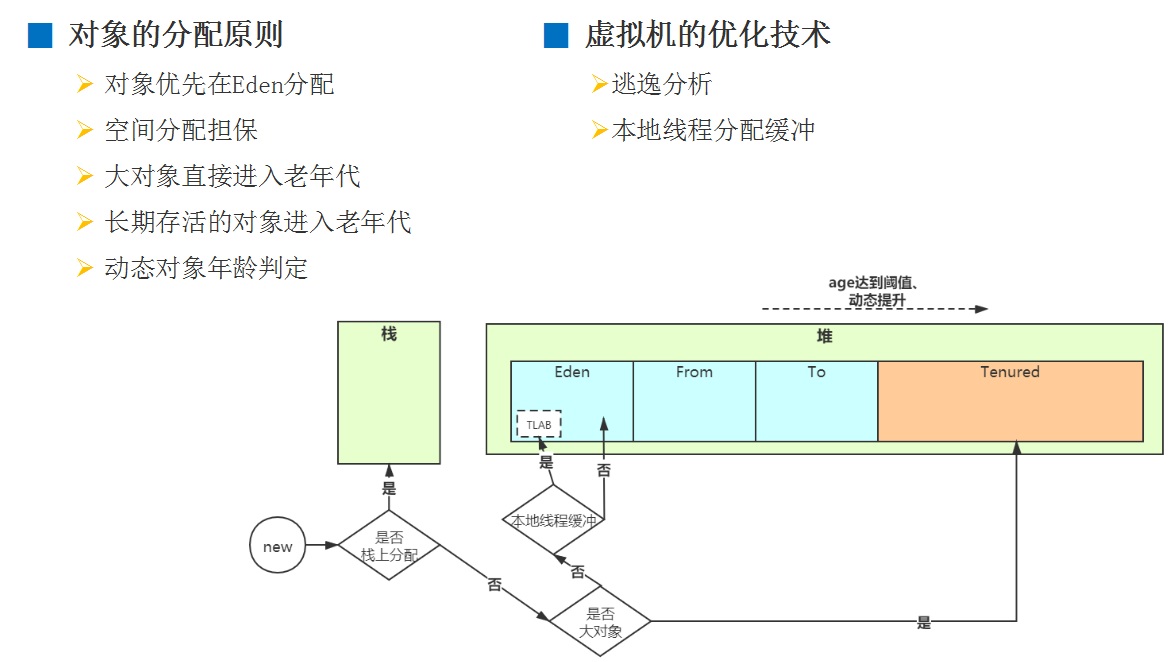 对象的分配原则
对象优先在Eden分配
空间分配担保
大对象直接进入老年代
长期存活的对象进入老年代
动态对象年龄判定
虚拟机的优化技术
逃逸分析
本地线程分配缓冲
age达到阈值、
动态提升
栈
堆
Eden
From
To
Tenured
TLAB
是
否
是
本地线程缓冲
new
是否
栈上分配
否
否
是否
大对象
是